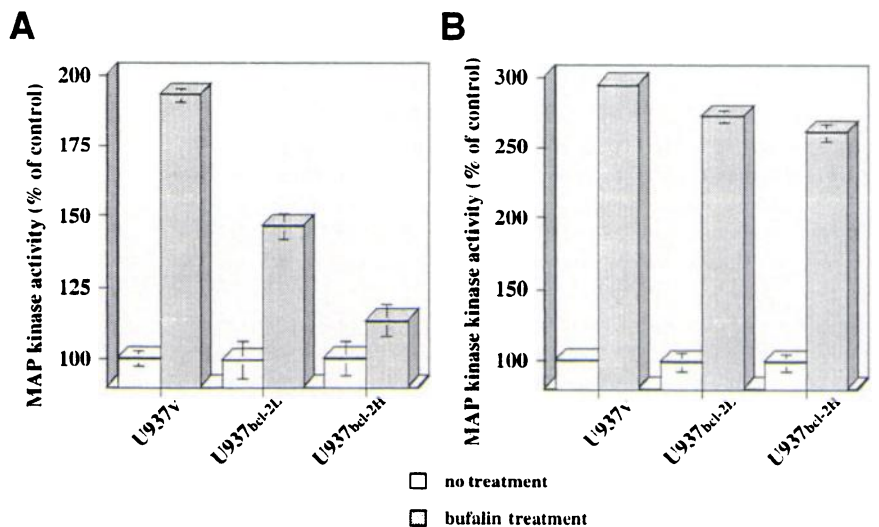 A
B
MAP kinase activity (% of control)
200
175
150
125
100
U937v
U937bcl-2L
U937bcl-2H
MAP kinase kinase activity (% of control)
300
250
200
150
100
U937v
U937bcl-2L
U937bcl-2H
no treatment
bufalin treatment